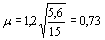 μ = 1,2√(5,6/15) = 0,73